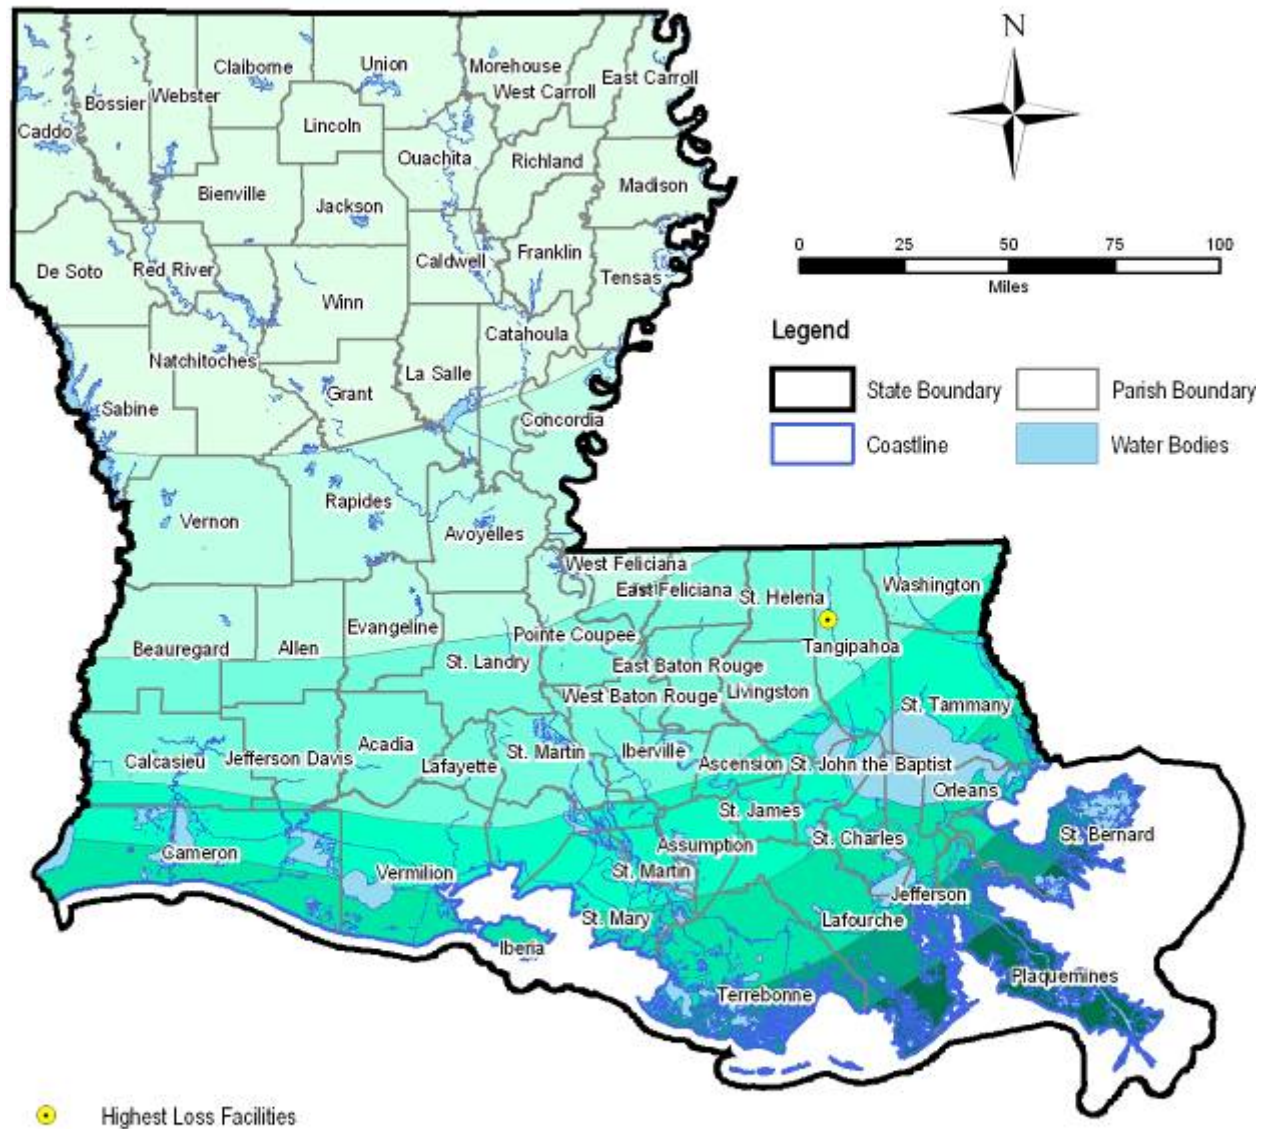 N
Claiborne
Union
Morehouse
West Carroll
East Carroll
Bossier
Webster
Caddo
Lincoln
Ouachita
Richland
Madison
Bienville
Jackson
Franklin
De Soto
Red River
Caldwell
Tensas
Winn
0 25 50 75 100
Miles
Legend
State Boundary
Parish Boundary
Coastline
Water Bodies
Catahoula
Natchitoches
La Salle
Grant
Sabine
Concordia
Rapides
Vernon
Avoyelles
West Feliciana
East Feliciana
St. Helena
Washington
Evangeline
Pointe Coupee
Tangipahoa
Beauregard
Allen
St. Landry
East Baton Rouge
West Baton Rouge
Livingston
St. Tammany
Calcasieu
Jefferson Davis
Acadia
Lafayette
St. Martin
Iberville
Ascension
St. John the Baptist
Orleans
St. James
St. Charles
St. Bernard
Assumption
Cameron
Vermilion
St. Martin
Jefferson
St. Mary
Lafourche
Iberia
Plaquemines
Terrebonne
Highest Loss Facilities